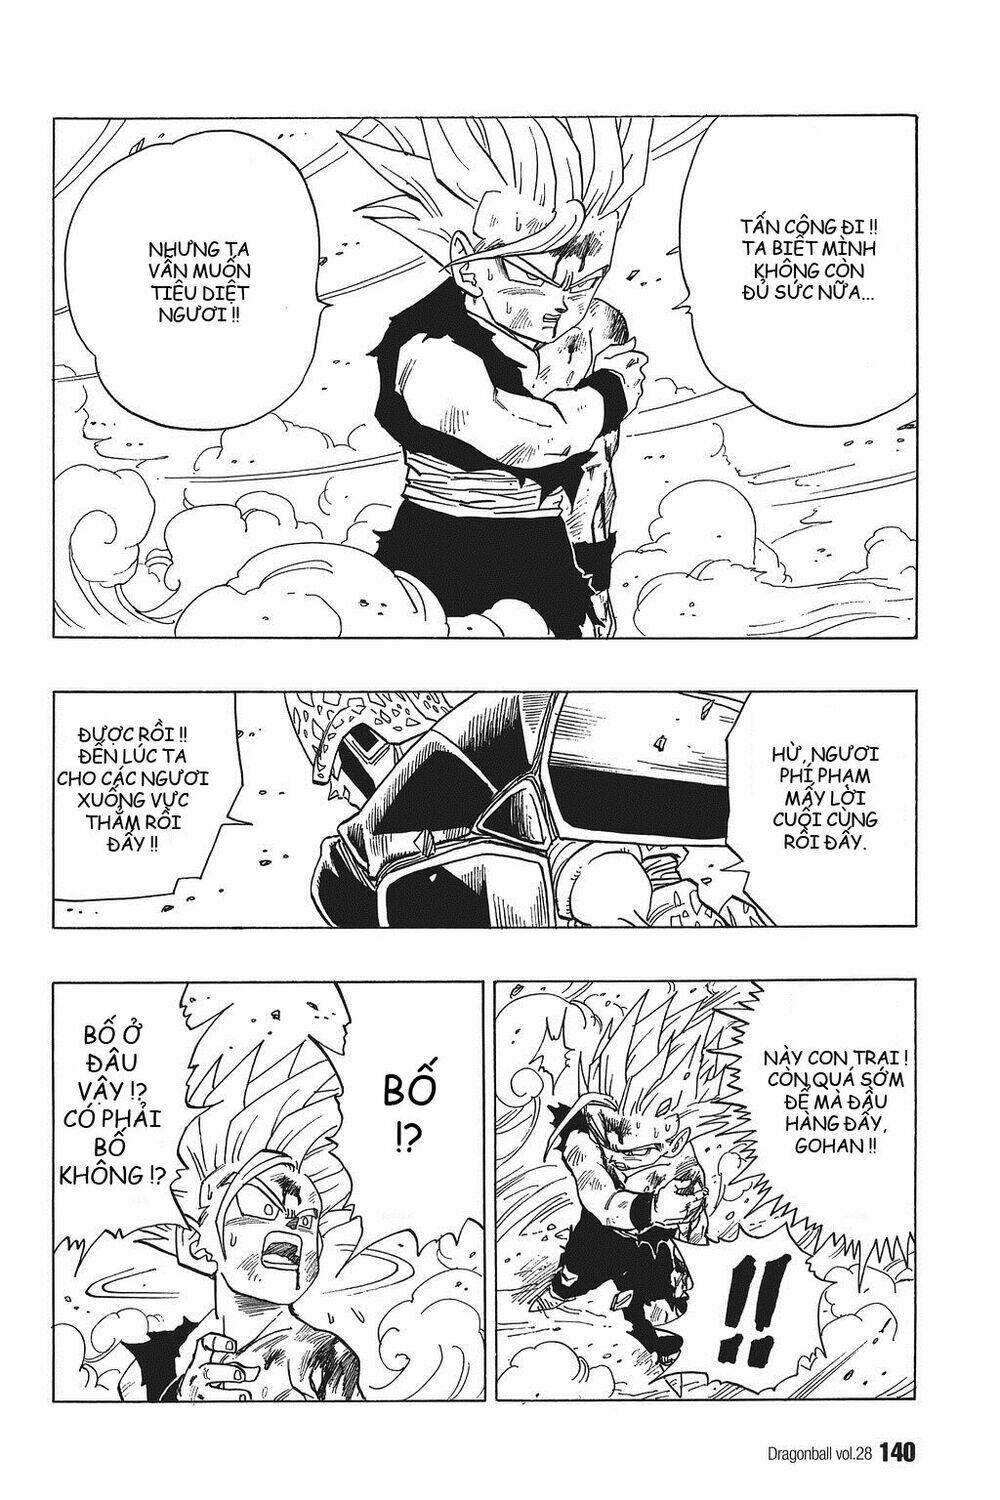 TẤN CÔNG ĐI !!
TA BIẾT MÌNH
KHÔNG CÒN
ĐỦ SỨC NỮA...
NHƯNG TA
VẪN MUỐN
TIÊU DIỆT
NGƯƠI !!
HỪ, NGƯƠI
PHÍ PHẠM
MẤY LỜI
CUỐI CÙNG
RỒI ĐẤY.
ĐƯỢC RỒI !!
ĐẾN LÚC TA
CHO CÁC NGƯƠI
XUỐNG VỰC
THẲM RỒI
ĐÂY !!
NÀY CON TRAI !
CÒN QUÁ SỚM
ĐỂ MÀ ĐẦU
HÀNG ĐẤY,
GOHAN !!
!!
BỐ
!?
BỐ Ở
ĐÂU
VẬY !?
CÓ PHẢI
BỐ
KHÔNG !?
Dragonball vol.28 140